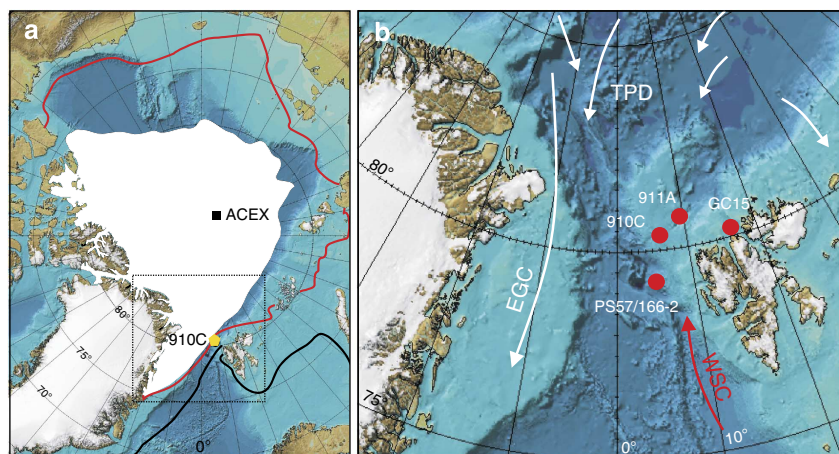 a
ACEX
910C
80°
75°
70°
0°
b
TPD
80°
911A
GC15
910C
EGC
PS57/166-2
WSC
75°
0°
10°